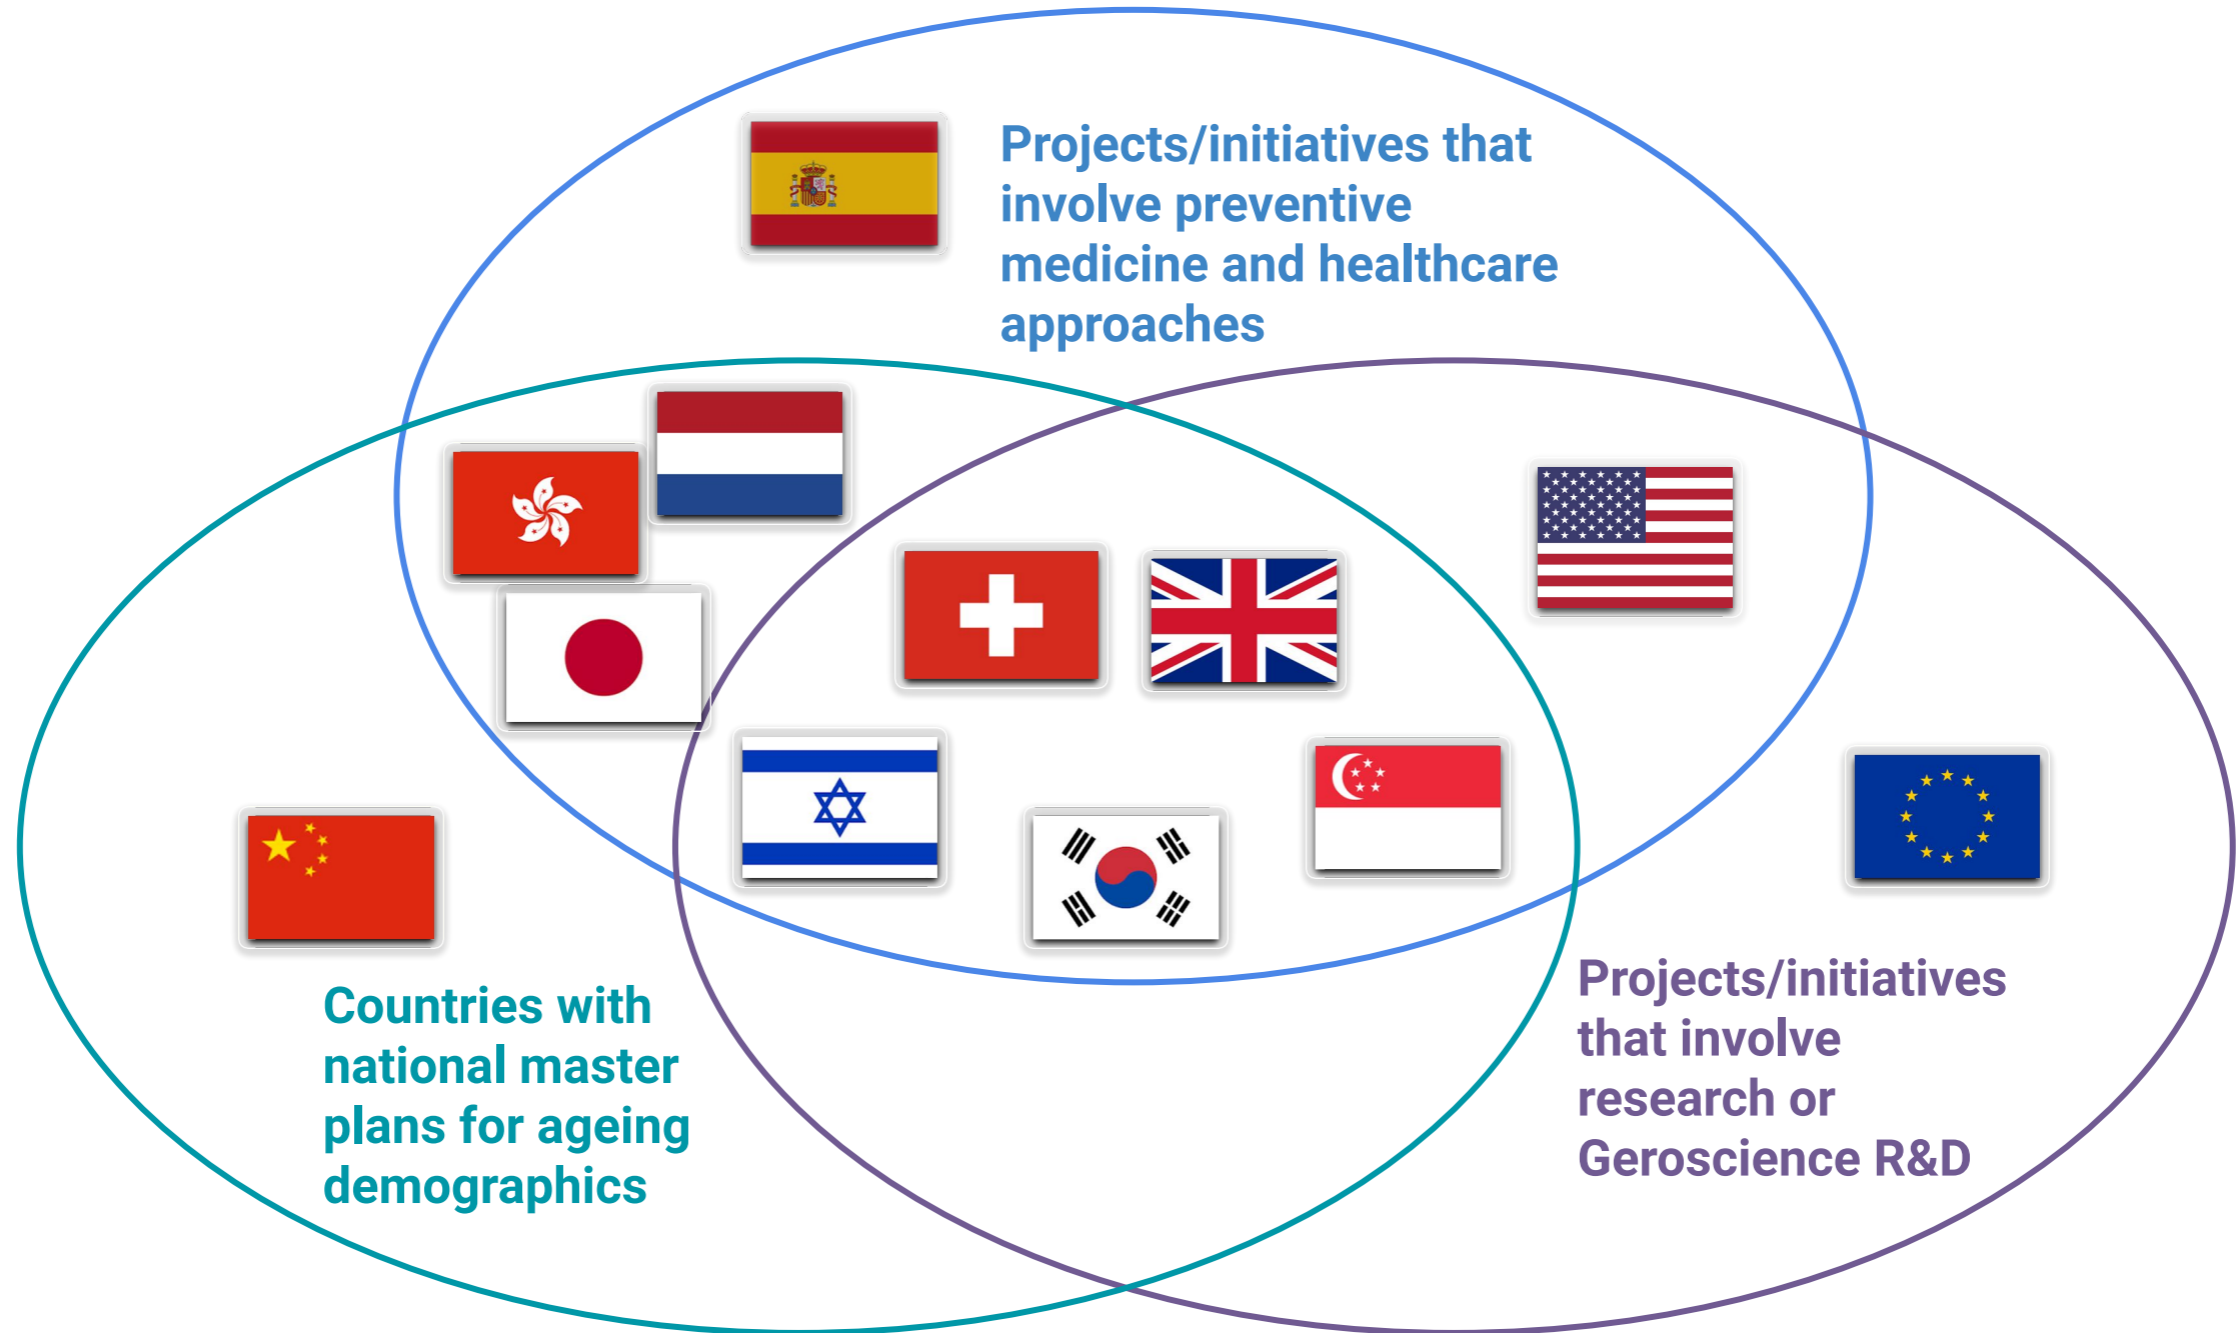 Projects/initiatives that
involve preventive
medicine and healthcare
approaches
Countries with
national master
plans for ageing
demographics
Projects/initiatives
that involve
research or
Geroscience R&D